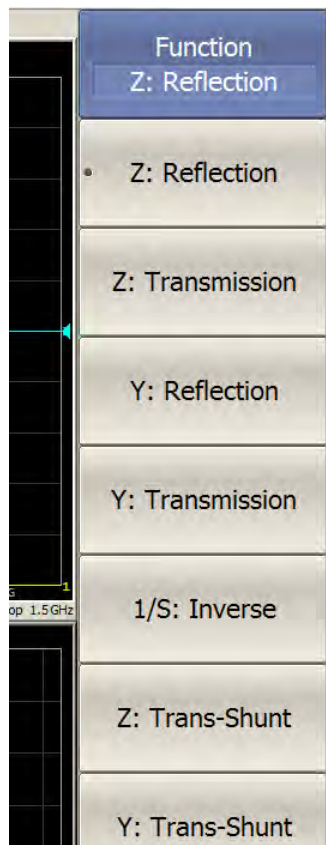 Function
Z: Reflection
Z: Reflection
Z: Transmission
Y: Reflection
Y: Transmission
1/S: Inverse
1
op 1.5GHz
Z: Trans-Shunt
Y: Trans-Shunt